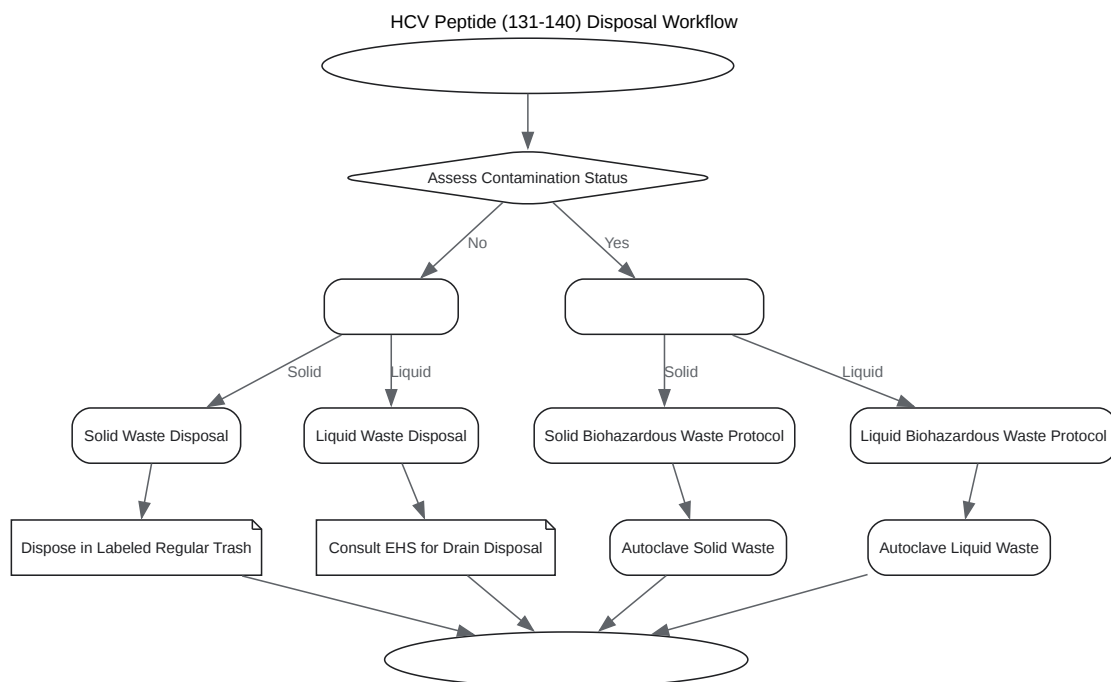 HCV Peptide (131-140) Disposal Workflow
Assess Contamination Status
No
Yes
Solid
Liquid
Solid
Liquid
Solid Waste Disposal
Liquid Waste Disposal
Solid Biohazardous Waste Protocol
Liquid Biohazardous Waste Protocol
Dispose in Labeled Regular Trash
Consult EHS for Drain Disposal
Autoclave Solid Waste
Autoclave Liquid Waste